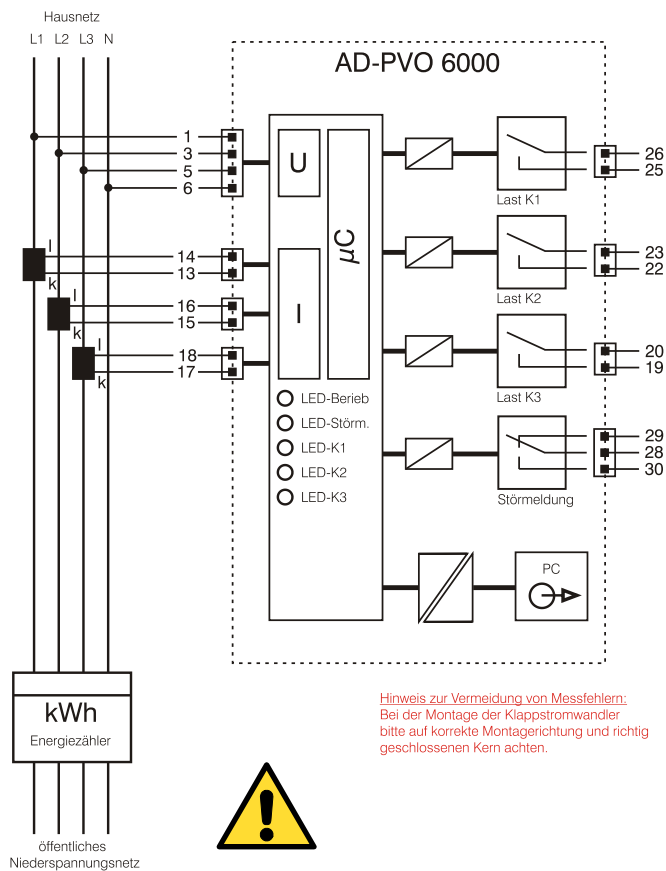 Hausnetz
L1 L2 L3 N
AD-PVO 6000
1
3
5
6
U
µC
26
25
Last K1
l
14
13
k
I
23
22
Last K2
l
16
15
k
l
18
17
k
20
19
Last K3
LED-Berieb
LED-Störm.
LED-K1
LED-K2
LED-K3
29
28
30
Störmeldung
PC
kWh
Energiezähler
Hinweis zur Vermeidung von Messfehlern:
Bei der Montage der Klappstromwandler
bitte auf korrekte Montagerichtung und richtig
geschlossenen Kern achten.
!
öffentliches
Niederspannungsnetz